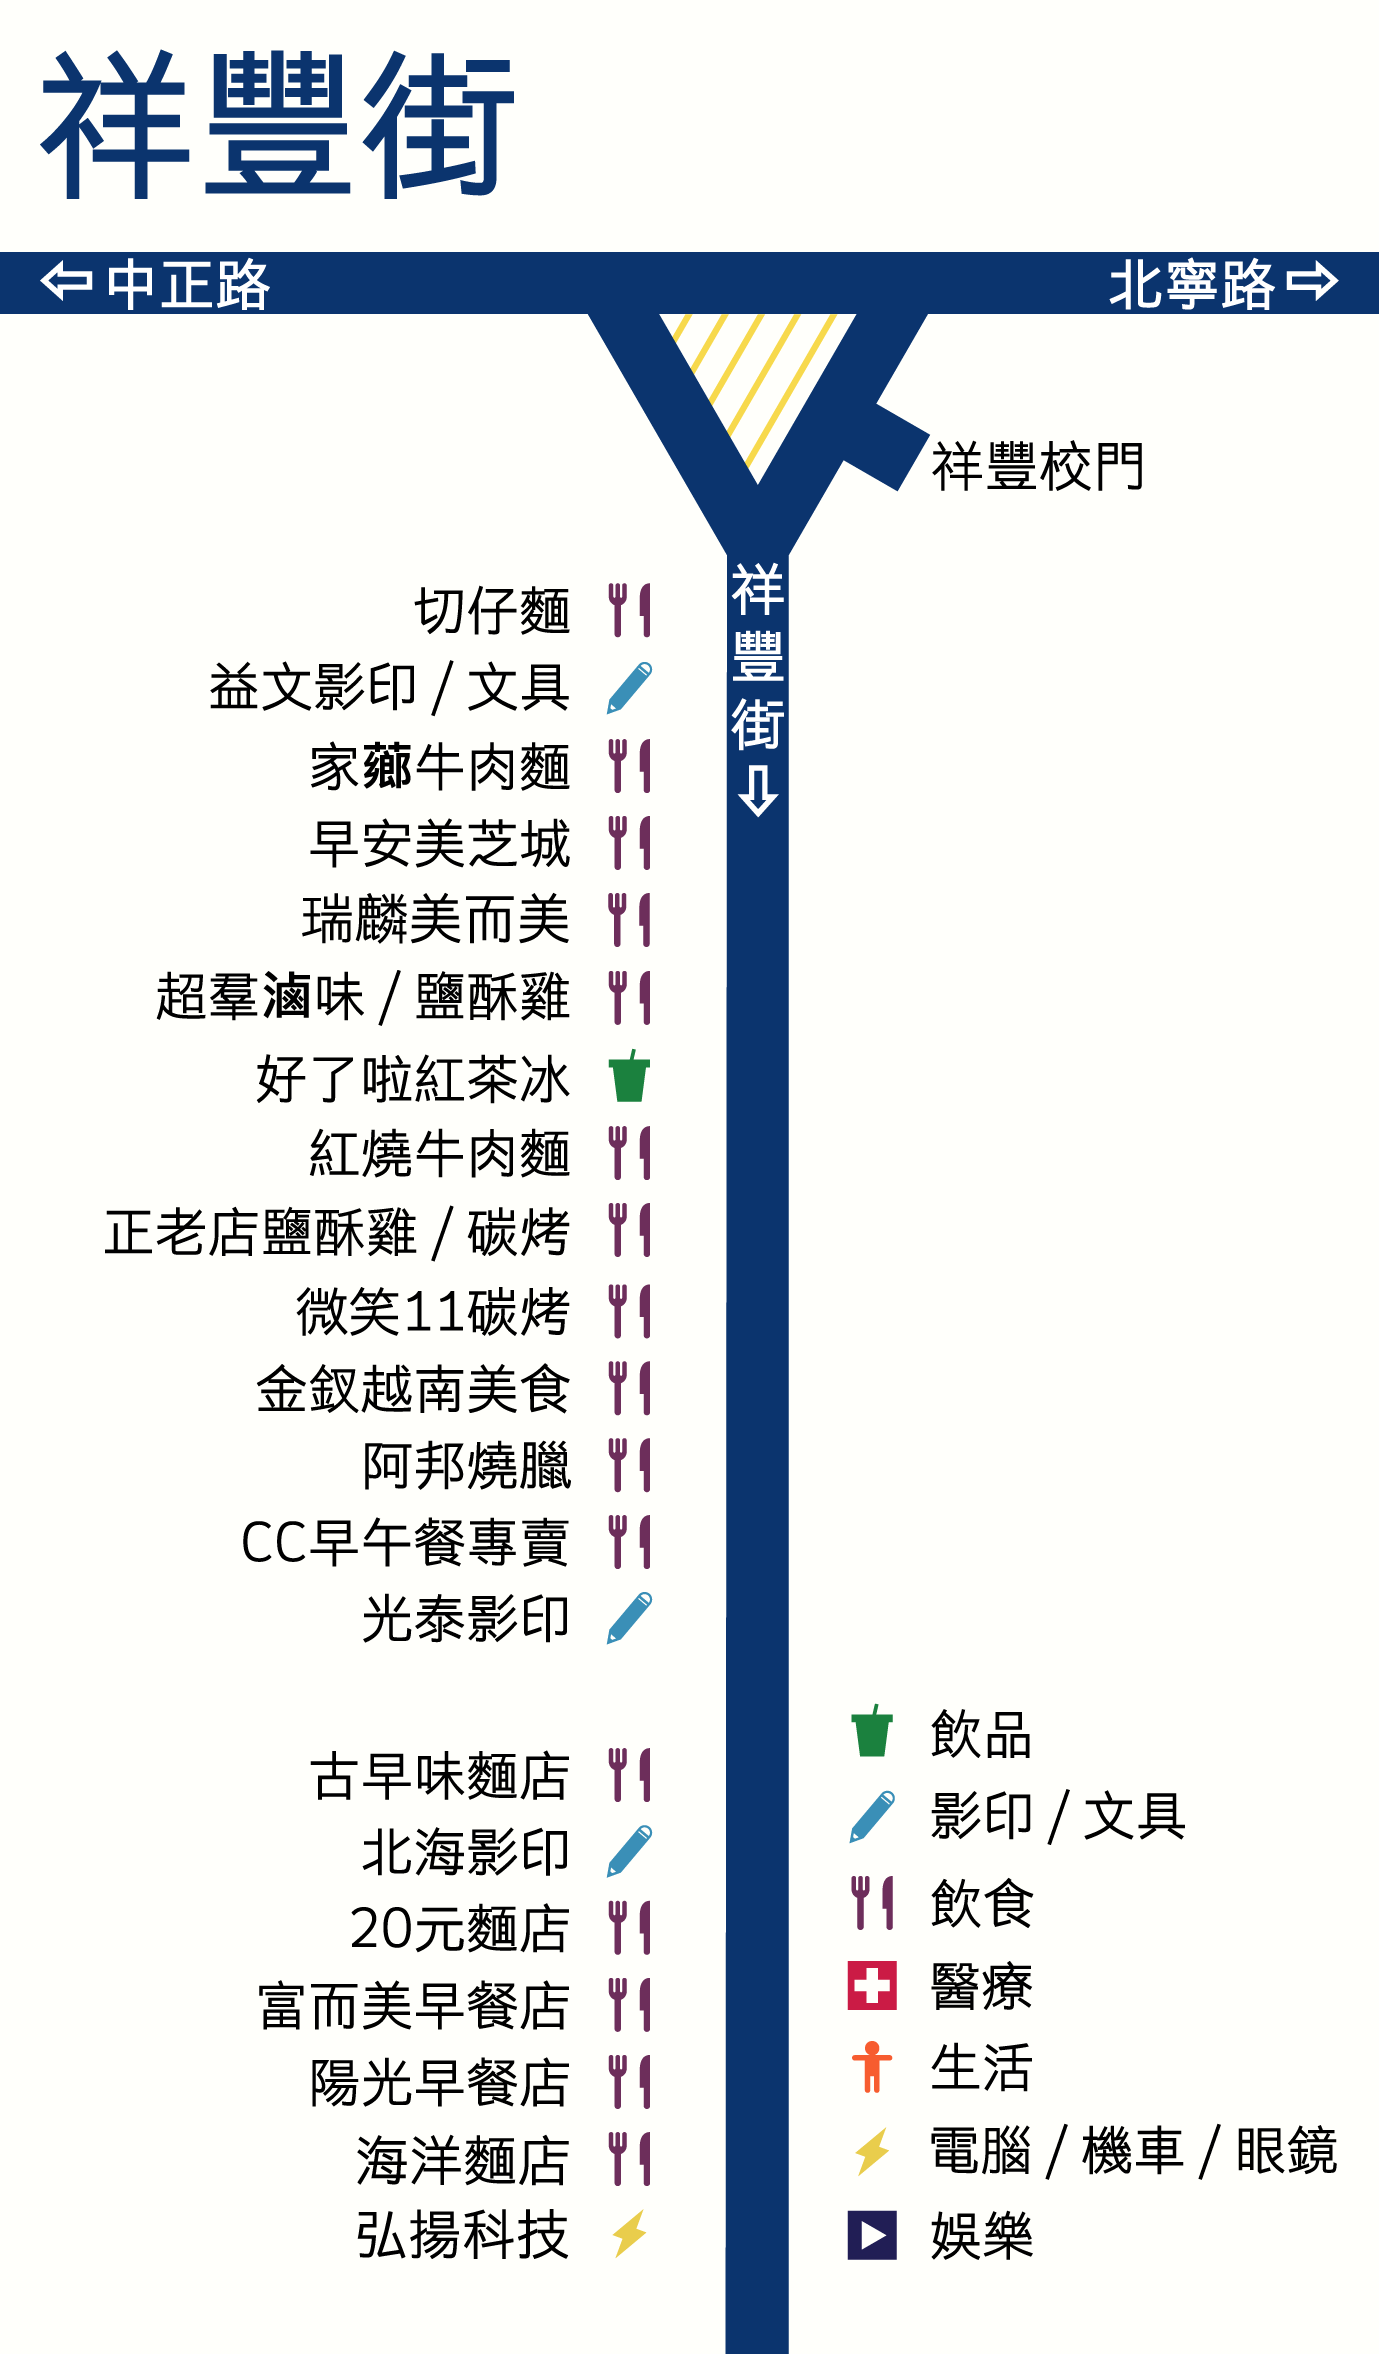 祥豐街
中正路
北寧路
祥豐校門
祥豐街
切仔麵
益文影印 / 文具
家薌牛肉麵
早安美芝城
瑞麟美而美
超羣滷味 / 鹽酥雞
好了啦紅茶冰
紅燒牛肉麵
正老店鹽酥雞 / 碳烤
微笑11碳烤
金釵越南美食
阿邦燒臘
CC早午餐專賣
光泰影印
古早味麵店
北海影印
20元麵店
富而美早餐店
陽光早餐店
海洋麵店
弘揚科技
飲品
影印 / 文具
飲食
醫療
生活
電腦 / 機車 / 眼鏡
娛樂